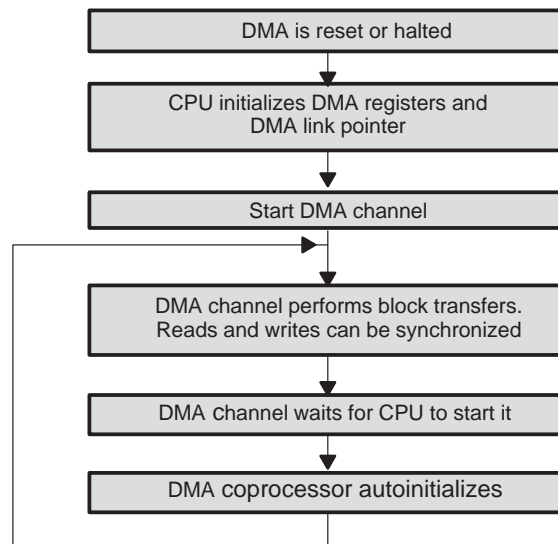 DMA is reset or halted
CPU initializes DMA registers and
DMA link pointer
Start DMA channel
DMA channel performs block transfers.
Reads and writes can be synchronized
DMA channel waits for CPU to start it
DMA coprocessor autoinitializes